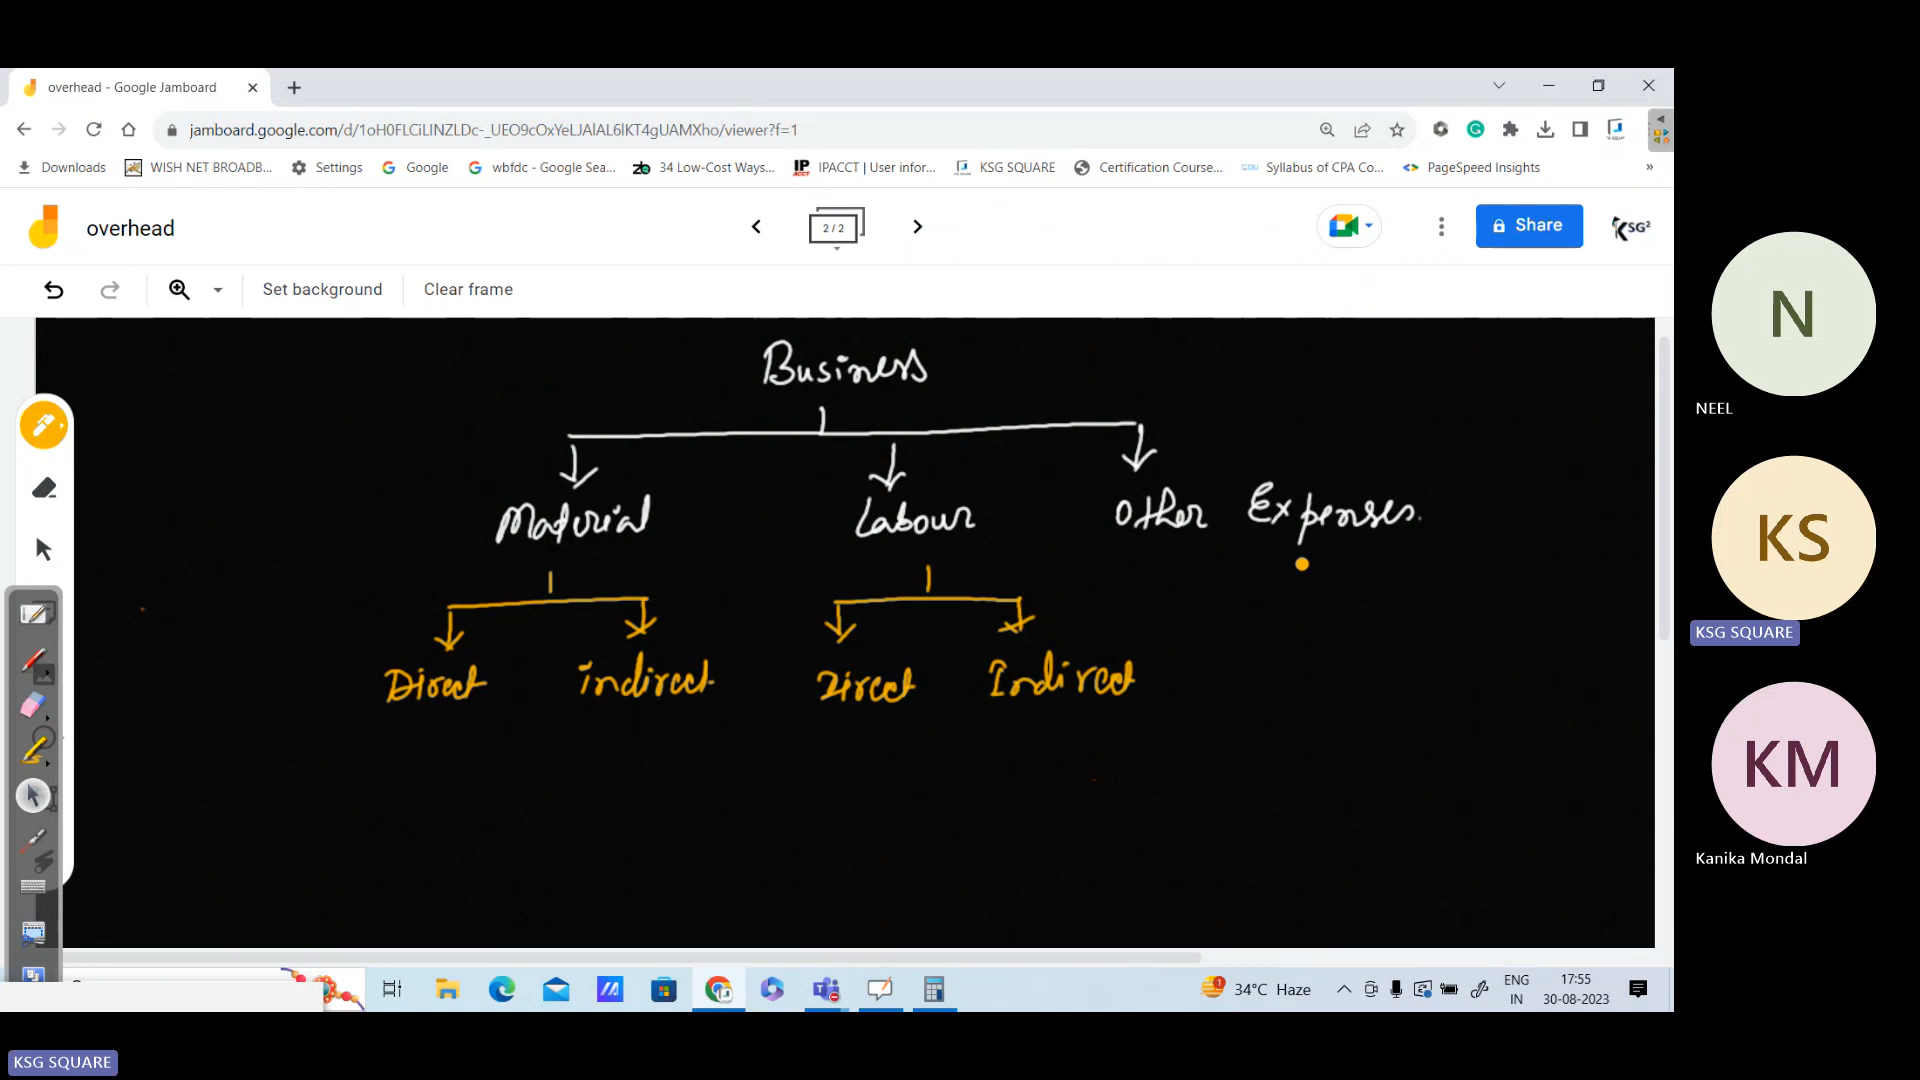 overhead - Google Jamboard
jamboard.google.com/d/1oH0FLCiLINZLDc-_UEO9cOxYeLJAlAL6lKT4gUAMXho/viewer?f=1
Downloads WISH NET BROADB... Settings Google wbfdc - Google Sea... 34 Low-Cost Ways... IPACCT | User infor... KSG SQUARE Certification Course... Syllabus of CPA Co... PageSpeed Insights »
overhead 2 / 2 Share KSG²
Set background Clear frame
Business
Material Labour Other Expenses.
Direct indirect Direct Indirect
N
NEEL
KS
KSG SQUARE
KM
Kanika Mondal
34°C Haze ENG IN 17:55 30-08-2023
KSG SQUARE